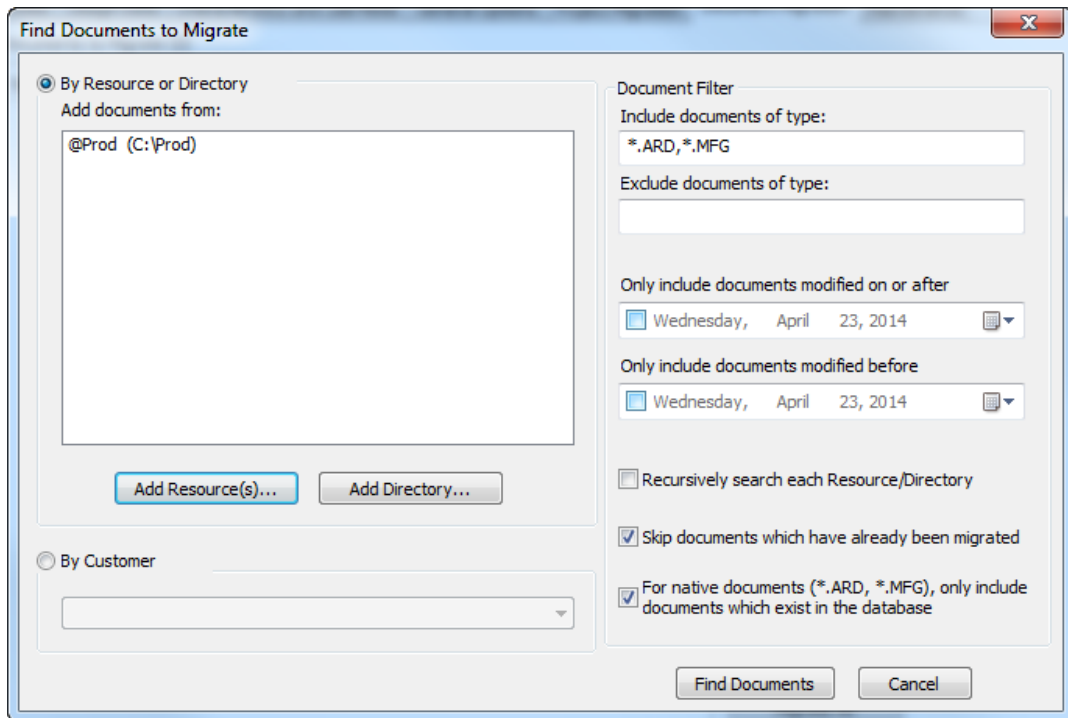 Find Documents to Migrate
By Resource or Directory
Add documents from:
@Prod (C:\Prod)
Add Resource(s)...
Add Directory...
By Customer
Document Filter
Include documents of type:
*.ARD,*.MFG
Exclude documents of type:
Only include documents modified on or after
Wednesday, April 23, 2014
Only include documents modified before
Wednesday, April 23, 2014
Recursively search each Resource/Directory
Skip documents which have already been migrated
For native documents (*.ARD, *.MFG), only include
documents which exist in the database
Find Documents
Cancel